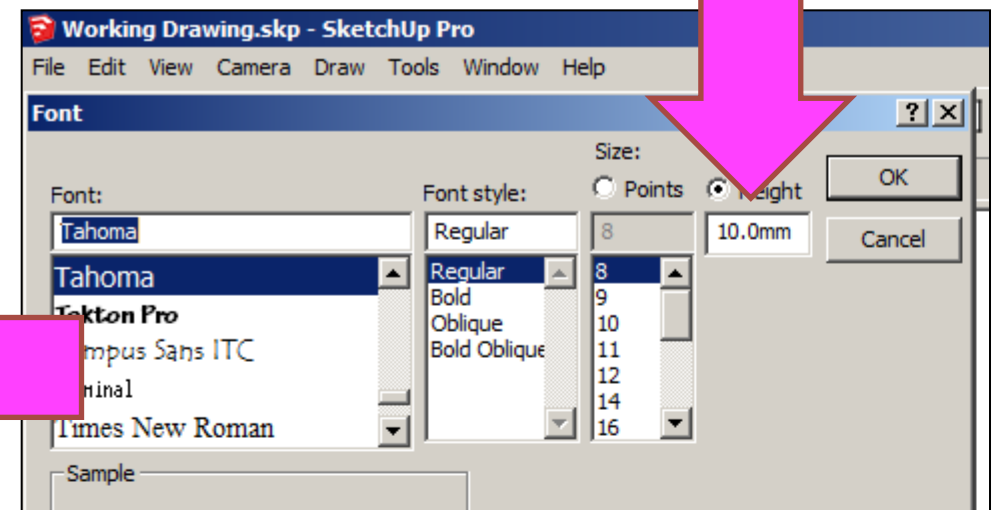 Working Drawing.skp - SketchUp Pro
File Edit View Camera Draw Tools Window Help
Font ?
Size:
Font: Font style: Points
OK
Tahoma Regular 8 10.0mm
Cancel
Tahoma Regular 8
Tekton Pro Bold 9
Oblique 10
Sans ITC Bold Oblique 11
12
14
Times New Roman 16
Sample